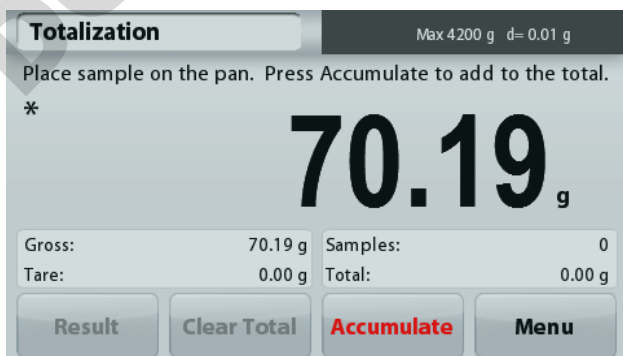 Totalization
Max 4200 g d= 0.01 g
Place sample on the pan. Press Accumulate to add to the total.
*
70.19 g
Gross: 70.19 g Samples: 0
Tare: 0.00 g Total: 0.00 g
Result Clear Total Accumulate Menu